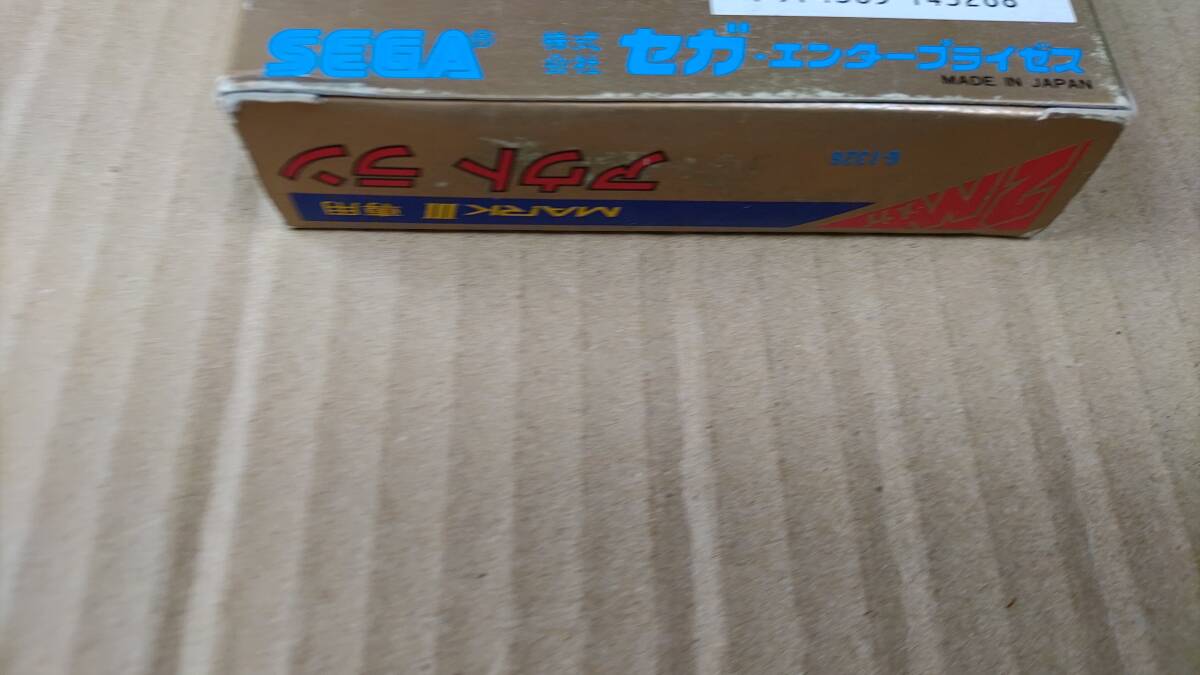 SEGA® 株式会社 セガ・エンタープライゼス
MADE IN JAPAN
MARK III 専用
アウト ラン
G-1326